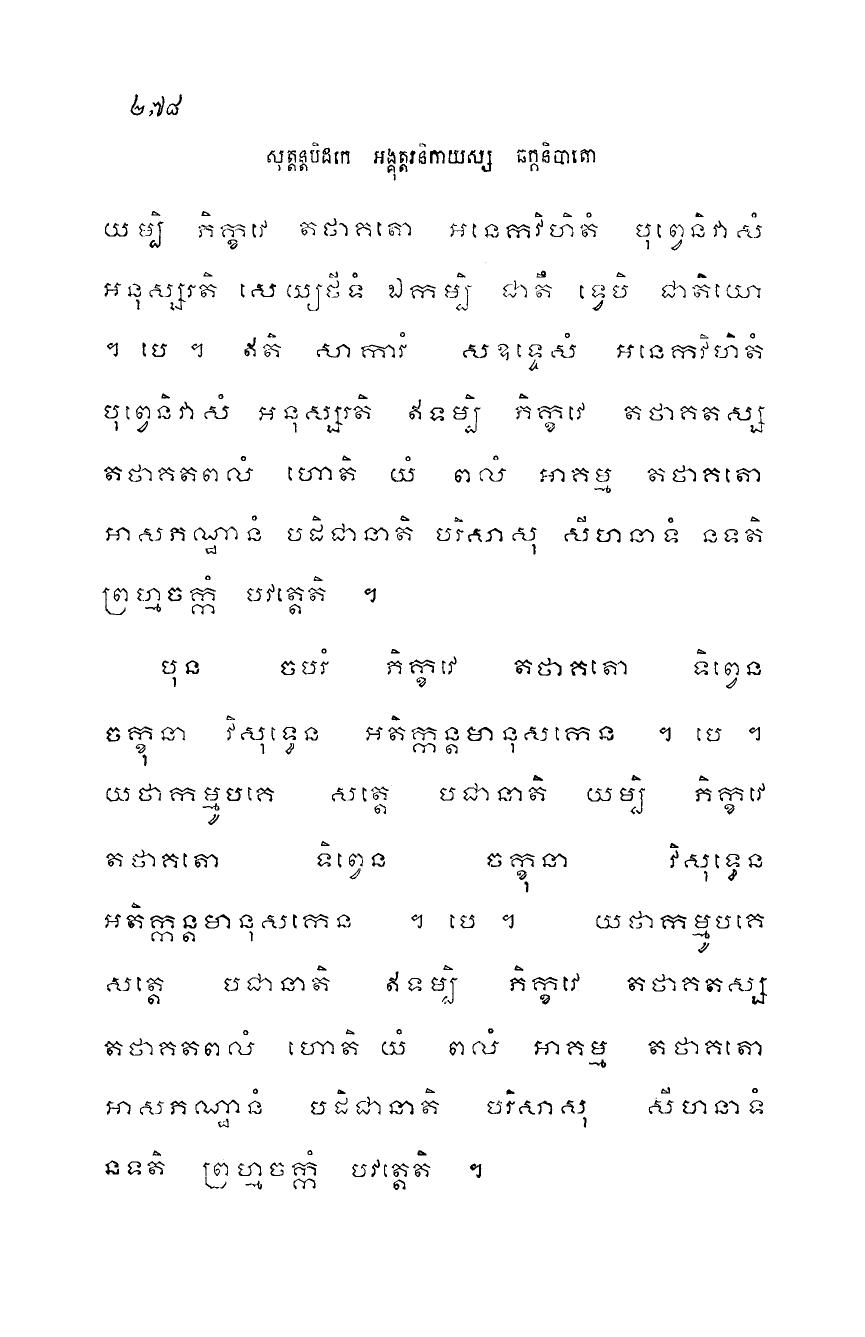 ២៧៨
សុត្តន្តបិដកេ អង្គុត្តរនិកាយស្ស ឆក្កនិបាតោ
យម្បិ ភិក្ខវេ តថាគតោ អនេកវិហិតំ បុព្វេនិវាសំ
អនុស្សរតិ សេយ្យថីទំ ឯកម្បិ ជាតឹ ទ្វេបិ ជាតិយោ
។ បេ ។ ឥតិ សាការំ សឧទ្ទេសំ អនេកវិហិតំ
បុព្វេនិវាសំ អនុស្សរតិ ឥទម្បិ ភិក្ខវេ តថាគតស្ស
តថាគតពលំ ហោតិ យំ ពលំ អាគម្ម តថាគតោ
អាសភណ្ឋានំ បដិជានាតិ បរិសាសុ សីហនាទំ នទតិ
ព្រហ្មចក្កំ បវត្តេតិ ។
បុន ចបរំ ភិក្ខវេ តថាគតោ ទិព្វេន
ចក្ខុនា វិសុទ្ធេន អតិក្កន្តមានុសកេន ។ បេ ។
យថាកម្មូបគេ សត្តេ បជានាតិ យម្បិ ភិក្ខវេ
តថាគតោ ទិព្វេន ចក្ខុនា វិសុទ្ធេន
អតិក្កន្តមានុសកេន ។ បេ ។ យថាកម្មូបគេ
សត្តេ បជានាតិ ឥទម្បិ ភិក្ខវេ តថាគតស្ស
តថាគតពលំ ហោតិ យំ ពលំ អាគម្ម តថាគតោ
អាសភណ្ឋានំ បដិជានាតិ បរិសាសុ សីហនាទំ
នទតិ ព្រហ្មចក្កំ បវត្តេតិ ។